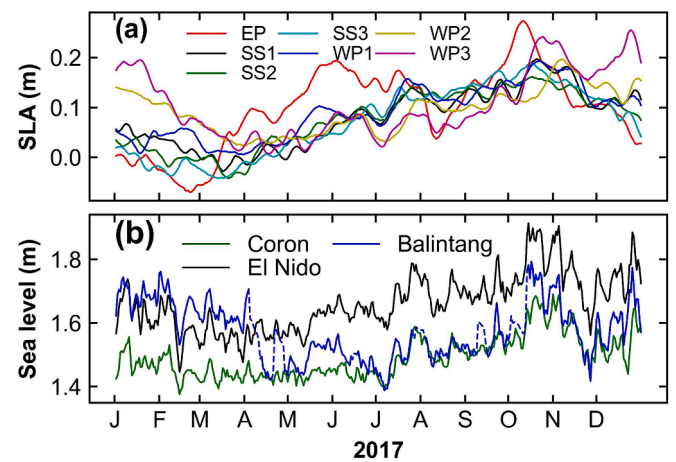 (a)
EP SS3 WP2
SS1 WP1 WP3
SS2
SLA (m)
0.2
0.1
0.0
(b)
Coron Balintang
El Nido
Sea level (m)
1.8
1.6
1.4
J F M A M J J A S O N D
2017